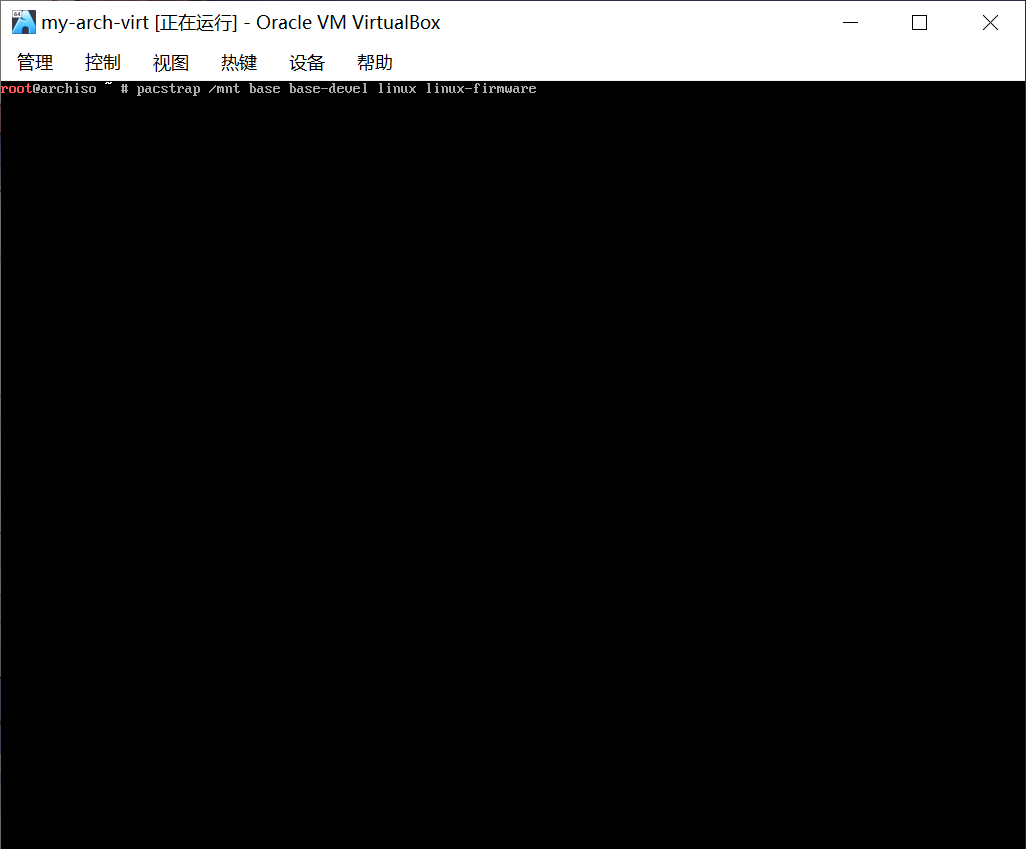 my-arch-virt [正在运行] - Oracle VM VirtualBox
管理 控制 视图 热键 设备 帮助
root@archiso ~ # pacstrap /mnt base base-devel linux linux-firmware